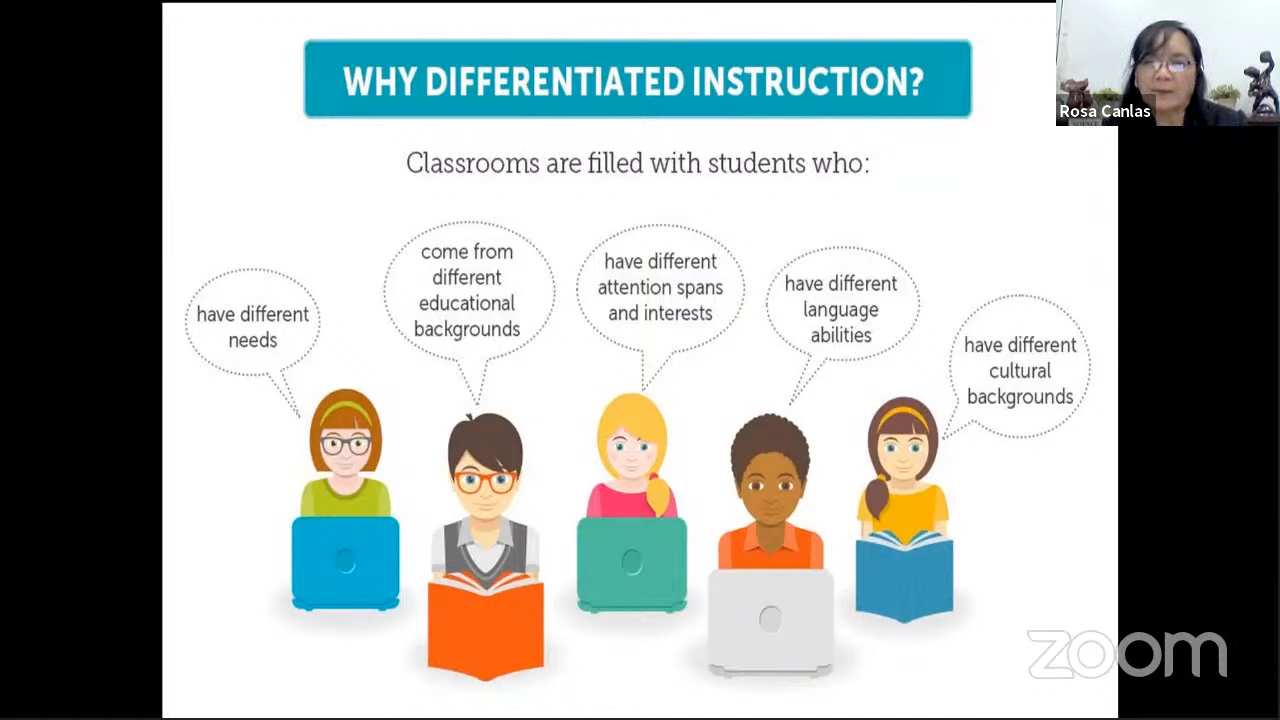 WHY DIFFERENTIATED INSTRUCTION?
Rosa Canlas
Classrooms are filled with students who:
have different
needs
come from
different
educational
backgrounds
have different
attention spans
and interests
have different
language
abilities
have different
cultural
backgrounds
zoom